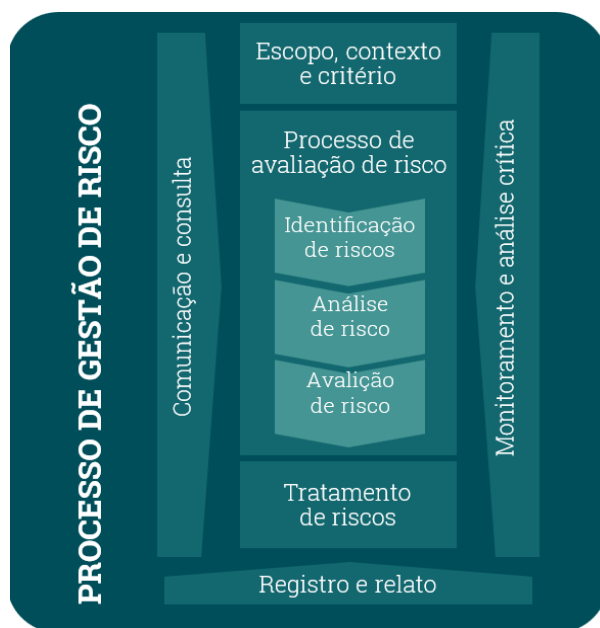 PROCESSO DE GESTÃO DE RISCO
Comunicação e consulta
Escopo, contexto
e critério
Processo de
avaliação de risco
Identificação
de riscos
Análise
de risco
Avalição
de risco
Tratamento
de riscos
Monitoramento e análise crítica
Registro e relato